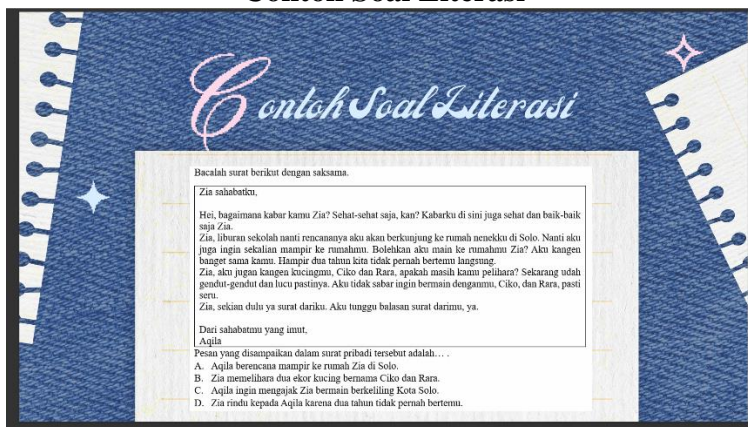 Contoh Soal Literasi
Contoh Soal Literasi
Bacalah surat berikut dengan saksama.
Zia sahabatku,
Hei, bagaimana kabar kamu Zia? Sehat-sehat saja, kan? Kabarku di sini juga sehat dan baik-baik
saja Zia.
Zia, liburan sekolah nanti rencananya aku akan berkunjung ke rumah nenekku di Solo. Nanti aku
juga ingin sekalian mampir ke rumahmu. Bolehkan aku main ke rumahmu Zia? Aku kangen
banget sama kamu. Hampir dua tahun kita tidak pernah bertemu langsung.
Zia, aku jugan kangen kucingmu, Ciko dan Rara, apakah masih kamu pelihara? Sekarang udah
gendut-gendut dan lucu pastinya. Aku tidak sabar ingin bermain denganmu, Ciko, dan Rara, pasti
seru.
Zia, sekian dulu ya surat dariku. Aku tunggu balasan surat darimu, ya.
Dari sahabatmu yang imut,
Aqila
Pesan yang disampaikan dalam surat pribadi tersebut adalah… .
A. Aqila berencana mampir ke rumah Zia di Solo.
B. Zia memelihara dua ekor kucing bernama Ciko dan Rara.
C. Aqila ingin mengajak Zia bermain berkeliling Kota Solo.
D. Zia rindu kepada Aqila karena dua tahun tidak pernah bertemu.